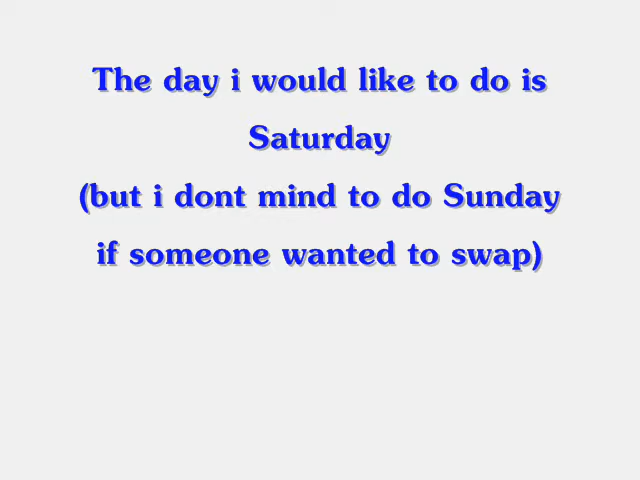 The day i would like to do is
Saturday
(but i dont mind to do Sunday
if someone wanted to swap)